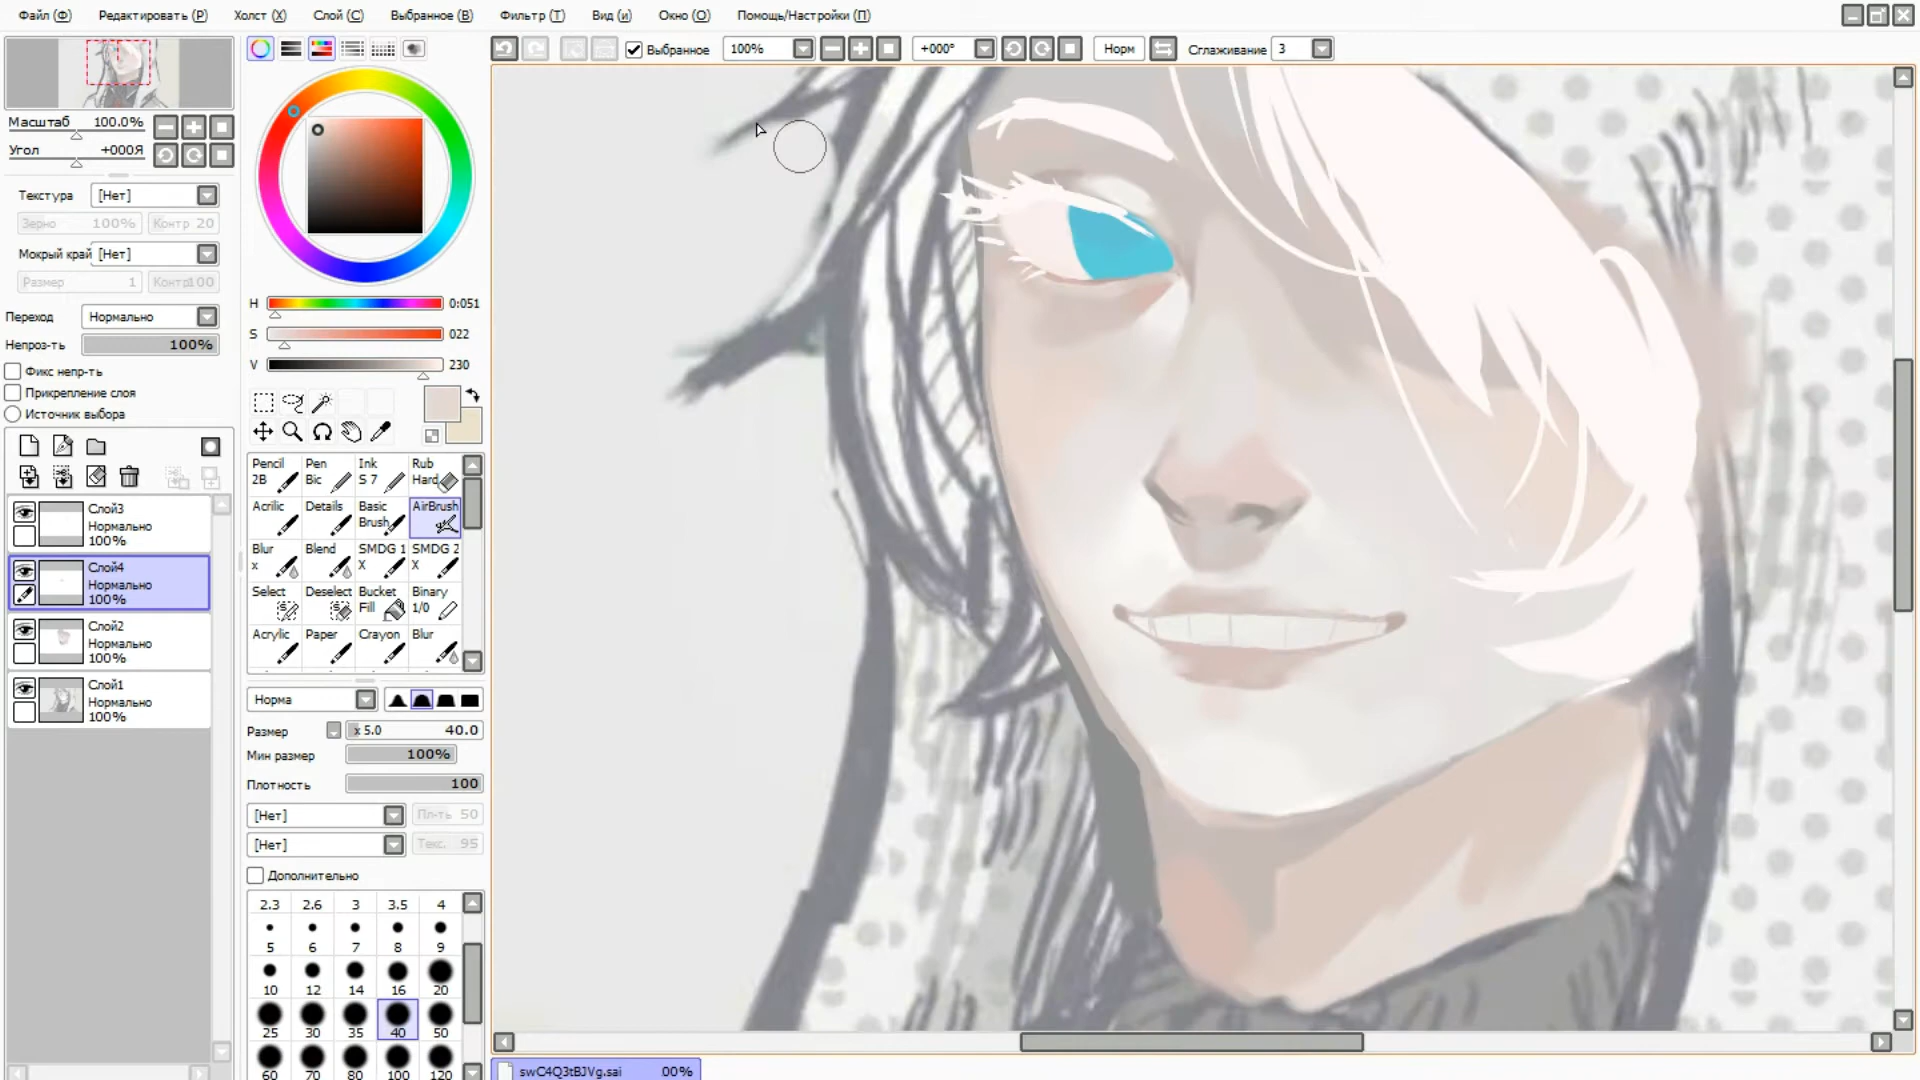 Файл (Ф) Редактировать (Р) Холст (Х) Слой (С) Выбранное (В) Фильтр (Т) Вид (и) Окно (О) Помощь/Настройки (П)
Выбранное 100% +000° Норм Сглаживание 3
Масштаб 100.0%
Угол +000Я
Текстура [Нет]
Зерно 100% Контр 20
Мокрый край [Нет]
Размер 1 Контр100
Переход Нормально
Непроз-ть 100%
Фикс непр-ть
Прикрепление слоя
Источник выбора
Слой3
Нормально
100%
Слой4
Нормально
100%
Слой2
Нормально
100%
Слой1
Нормально
100%
H 0:051
S 022
V 230
Pencil 2B
Pen Bic
Ink S 7
Rub Hard
Acrilic
Details
Basic Brush
AirBrush
Blur x
Blend
SMDG 1 X
SMDG 2 X
Select
Deselect
Bucket Fill
Binary 1/0
Acrylic
Paper
Crayon
Blur
Норма
Размер x 5.0 40.0
Мин размер 100%
Плотность 100
[Нет] Пл-ть 50
[Нет] Текс. 95
Дополнительно
2.3 2.6 3 3.5 4
5 6 7 8 9
10 12 14 16 20
25 30 35 40 50
60 70 80 100 120
swC4Q3tBJVg.sai 00%